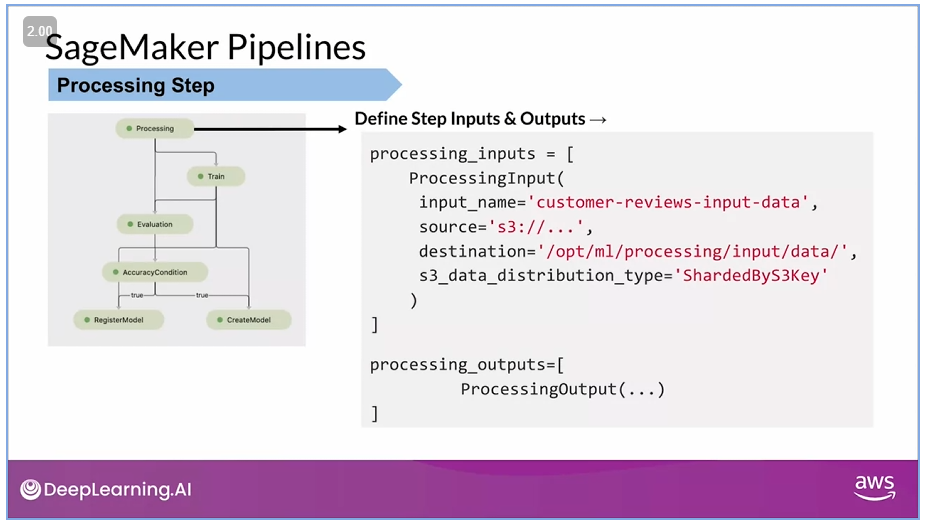 2.00
SageMaker Pipelines
Processing Step
Define Step Inputs & Outputs →
Processing
Train
Evaluation
AccuracyCondition
true
true
RegisterModel
CreateModel
processing_inputs = [
ProcessingInput(
input_name='customer-reviews-input-data',
source='s3://...',
destination='/opt/ml/processing/input/data/',
s3_data_distribution_type='ShardedByS3Key'
)
]
processing_outputs=[
ProcessingOutput(...)
]
DeepLearning.AI
aws